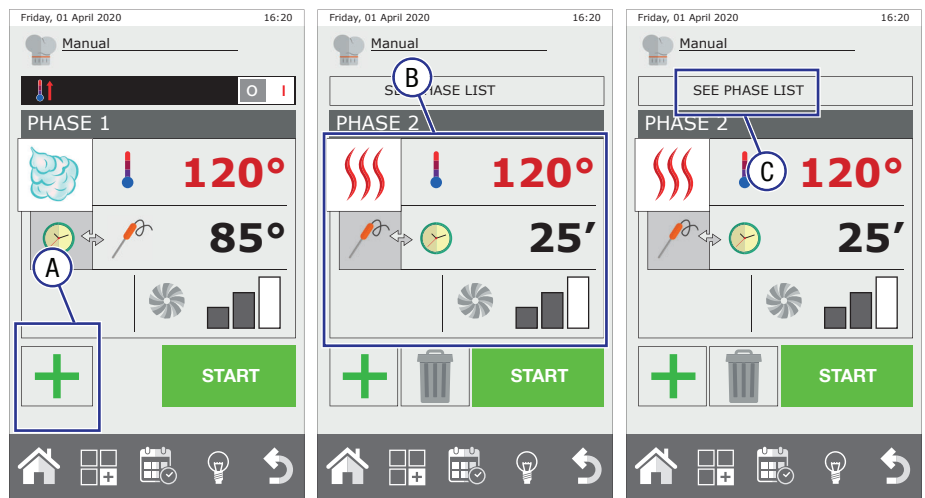 Friday, 01 April 2020 16:20
Manual
O I
PHASE 1
120°
85°
A
START
Friday, 01 April 2020 16:20
Manual
B
SEE PHASE LIST
PHASE 2
120°
25′
START
Friday, 01 April 2020 16:20
Manual
SEE PHASE LIST
PHASE 2
C
120°
25′
START